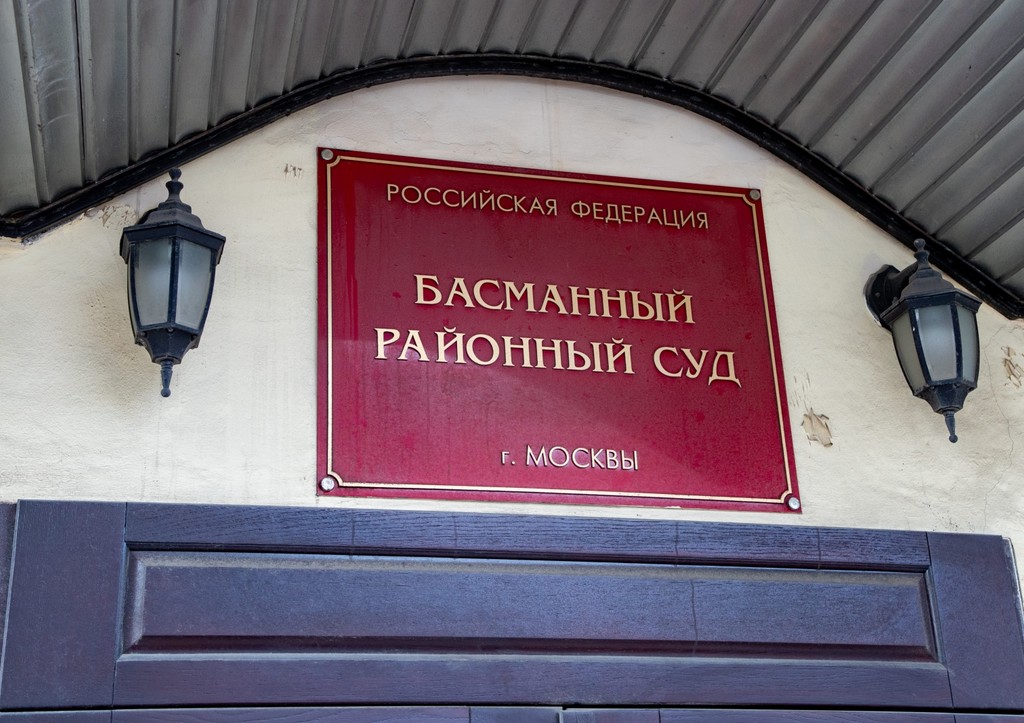 РОССИЙСКАЯ ФЕДЕРАЦИЯ
БАСМАННЫЙ
РАЙОННЫЙ СУД
г. МОСКВЫ